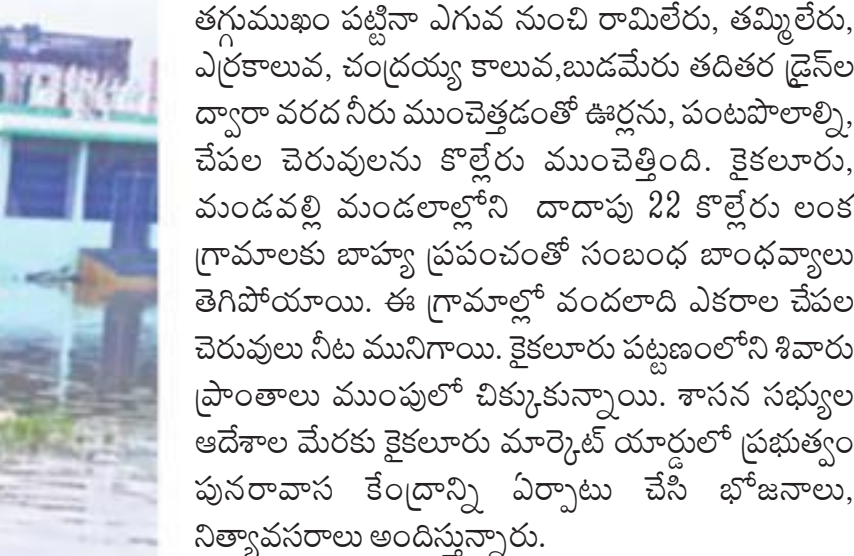 తగ్గుముఖం పట్టినా ఎగువ నుంచి రామిలేరు, తమ్మిలేరు,
ఎర్రకాలువ, చంద్రయ్య కాలువ,బుడమేరు తదితర డ్రైన్‌ల
ద్వారా వరద నీరు ముంచెత్తడంతో ఊర్లను, పంటపొలాల్ని,
చేపల చెరువులను కొల్లేరు ముంచెత్తింది. కైకలూరు,
మండవల్లి మండలాల్లోని దాదాపు 22 కొల్లేరు లంక
గ్రామాలకు బాహ్య ప్రపంచంతో సంబంధ బాంధవ్యాలు
తెగిపోయాయి. ఈ గ్రామాల్లో వందలాది ఎకరాల చేపల
చెరువులు నీట మునిగాయి. కైకలూరు పట్టణంలోని శివారు
ప్రాంతాలు ముంపులో చిక్కుకున్నాయి. శాసన సభ్యుల
ఆదేశాల మేరకు కైకలూరు మార్కెట్ యార్డులో ప్రభుత్వం
పునరావాస కేంద్రాన్ని ఏర్పాటు చేసి భోజనాలు,
నిత్యావసరాలు అందిస్తున్నారు.